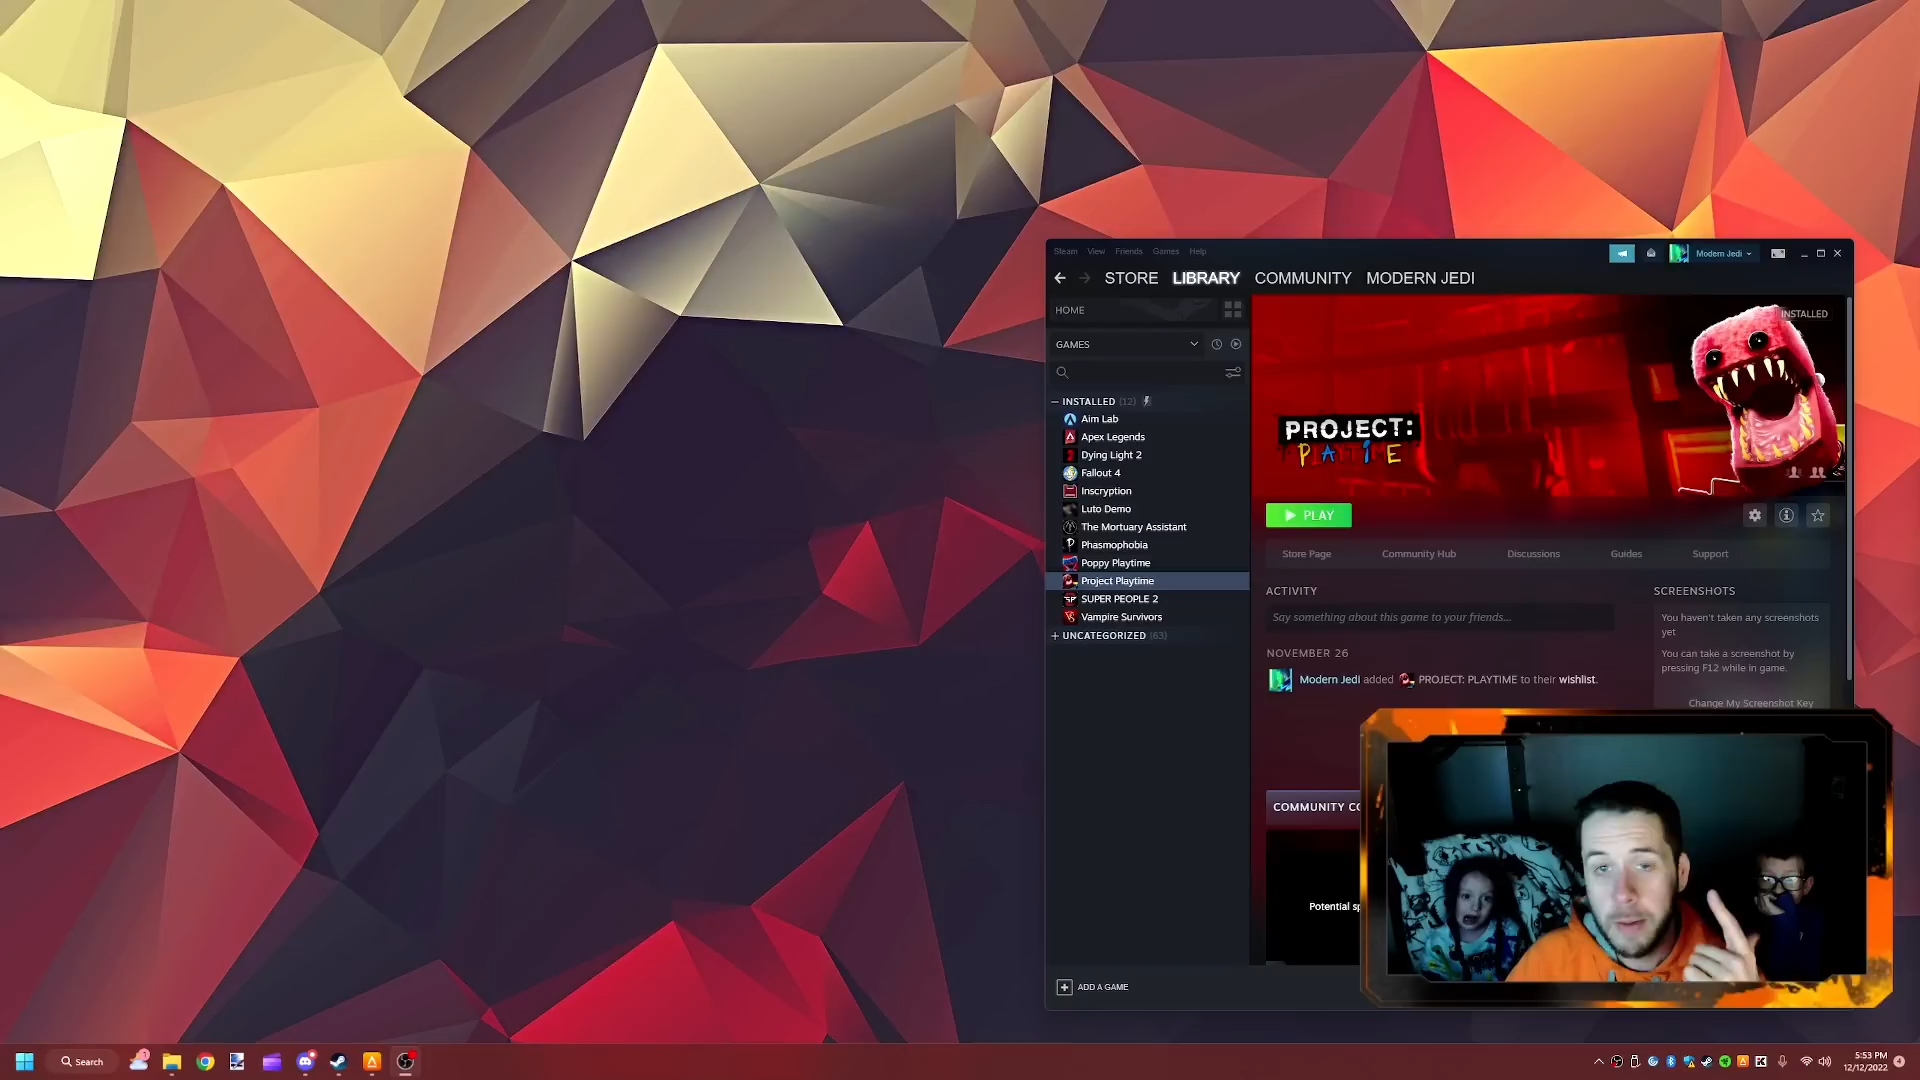 Steam View Friends Games Help
Modern Jedi
STORE LIBRARY COMMUNITY MODERN JEDI
HOME
INSTALLED
GAMES
PROJECT:
PLAYTIME
INSTALLED (12)
Aim Lab
Apex Legends
Dying Light 2
Fallout 4
Inscryption
Luto Demo
The Mortuary Assistant
Phasmophobia
Poppy Playtime
Project Playtime
SUPER PEOPLE 2
Vampire Survivors
UNCATEGORIZED (63)
PLAY
Store Page Community Hub Discussions Guides Support
ACTIVITY
Say something about this game to your friends...
NOVEMBER 26
Modern Jedi added PROJECT: PLAYTIME to their wishlist.
SCREENSHOTS
You haven't taken any screenshots
yet
You can take a screenshot by
pressing F12 while in game.
Change My Screenshot Key
COMMUNITY CO
Potential sp
ADD A GAME
Search
1
5:53 PM
12/12/2022
4